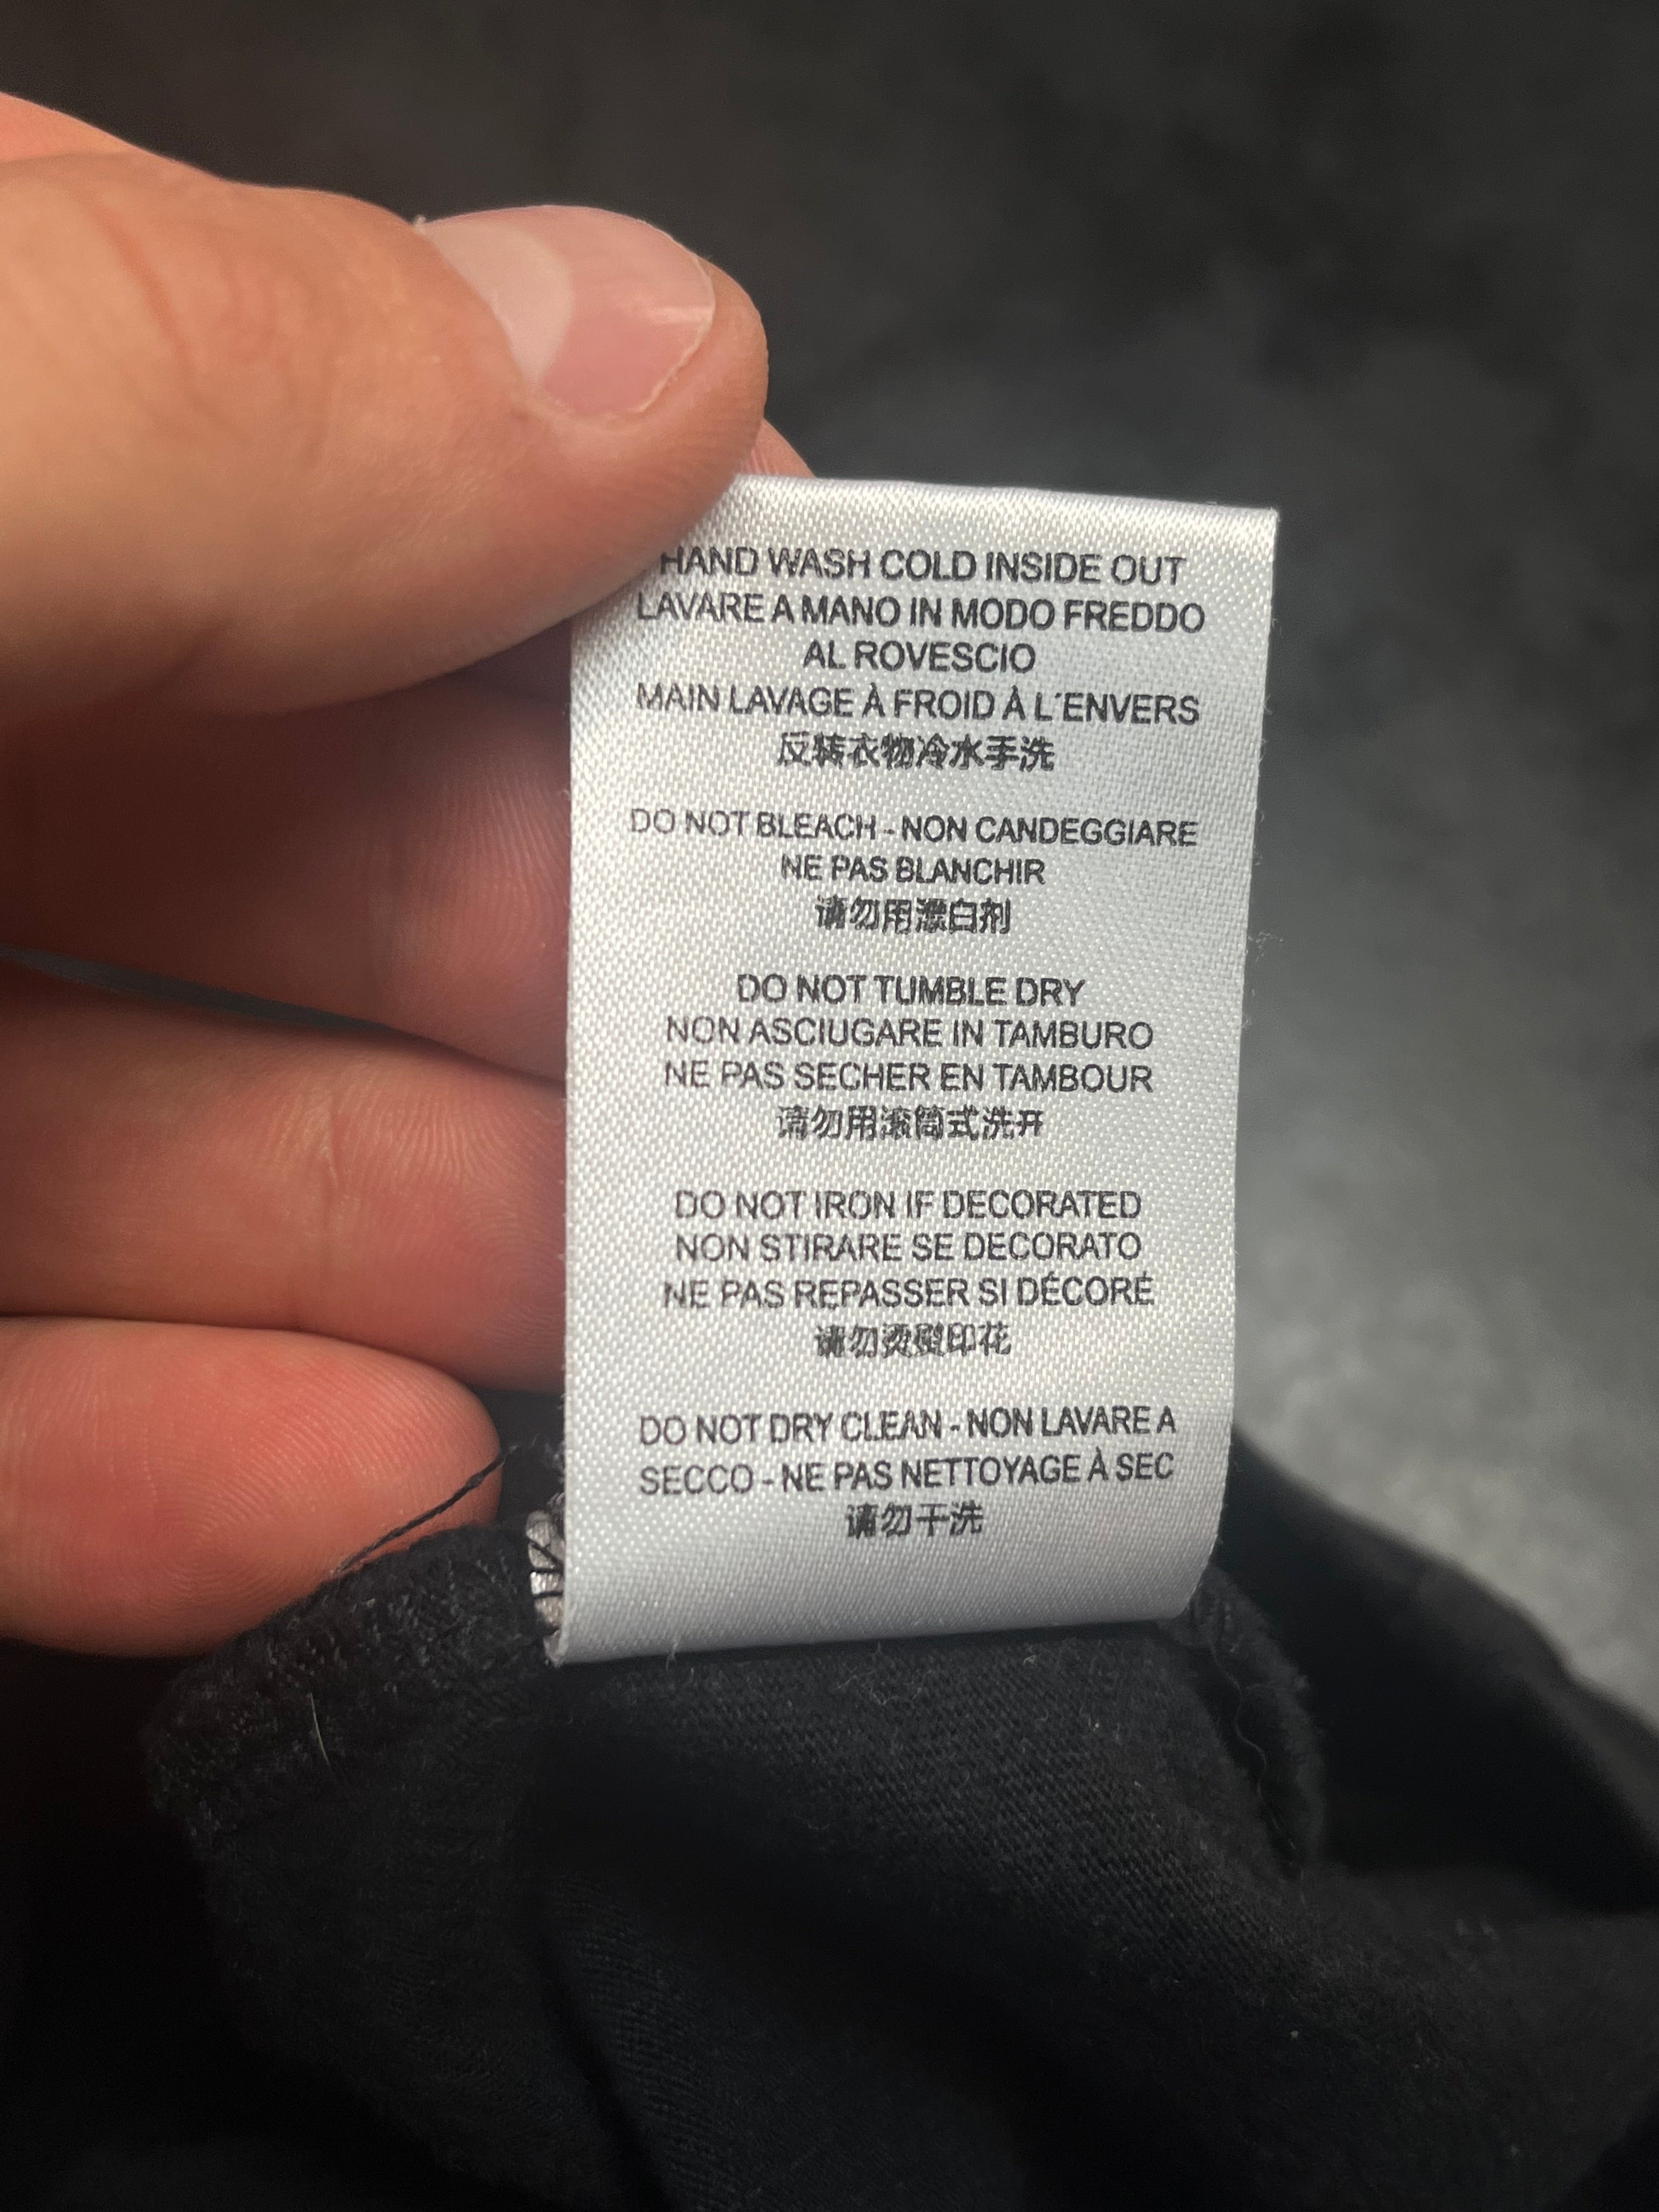 HAND WASH COLD INSIDE OUT
LAVARE A MANO IN MODO FREDDO
AL ROVESCIO
MAIN LAVAGE À FROID À L´ENVERS
反转衣物冷水手洗
DO NOT BLEACH - NON CANDEGGIARE
NE PAS BLANCHIR
请勿用漂白剂
DO NOT TUMBLE DRY
NON ASCIUGARE IN TAMBURO
NE PAS SECHER EN TAMBOUR
请勿用滚筒式洗开
DO NOT IRON IF DECORATED
NON STIRARE SE DECORATO
NE PAS REPASSER SI DÉCORÉ
请勿烫熨印花
DO NOT DRY CLEAN - NON LAVARE A
SECCO - NE PAS NETTOYAGE À SEC
请勿干洗